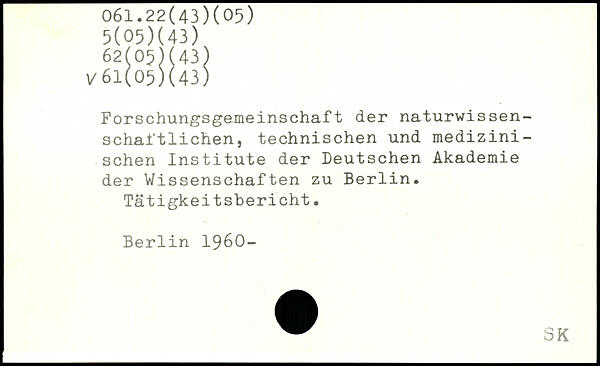 061.22(43)(05)
5(05)(43)
62(05)(43)
V 61(05)(43)
Forschungsgemeinschaft der naturwissen-
schaftlichen, technischen und medizini-
schen Institute der Deutschen Akademie
der Wissenschaften zu Berlin.
Tätigkeitsbericht.
Berlin 1960-
SK